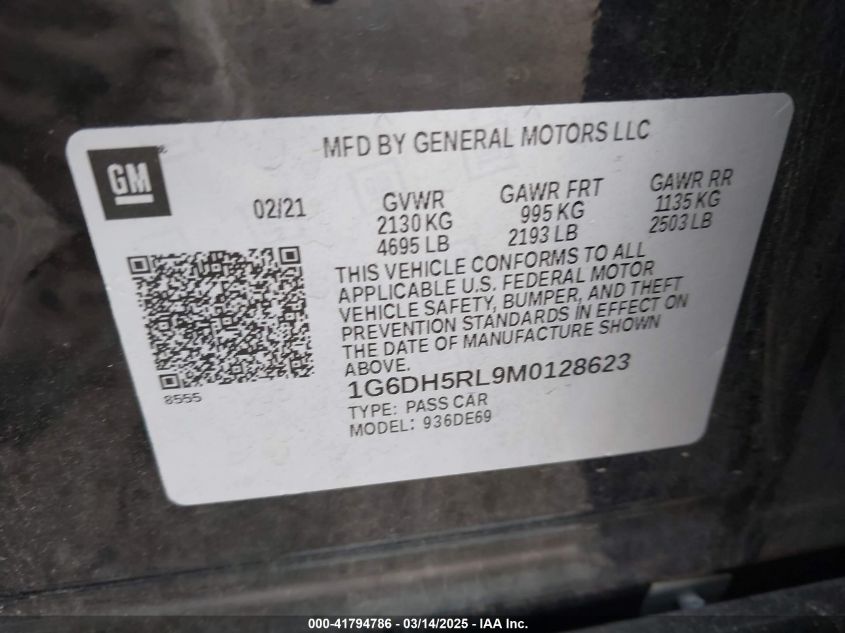 MFD BY GENERAL MOTORS LLC
GM
02/21
GVWR
2130 KG
4695 LB
GAWR FRT
995 KG
2193 LB
GAWR RR
1135 KG
2503 LB
THIS VEHICLE CONFORMS TO ALL
APPLICABLE U.S. FEDERAL MOTOR
VEHICLE SAFETY, BUMPER, AND THEFT
PREVENTION STANDARDS IN EFFECT ON
THE DATE OF MANUFACTURE SHOWN
ABOVE.
8555
1G6DH5RL9M0128623
TYPE: PASS CAR
MODEL: 936DE69
000-41794786 - 03/14/2025 - IAA Inc.